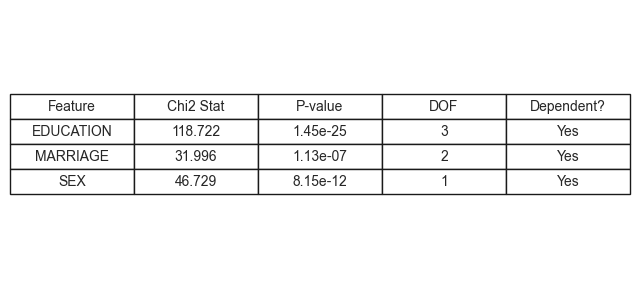 Feature Chi2 Stat P-value DOF Dependent?
EDUCATION 118.722 1.45e-25 3 Yes
MARRIAGE 31.996 1.13e-07 2 Yes
SEX 46.729 8.15e-12 1 Yes